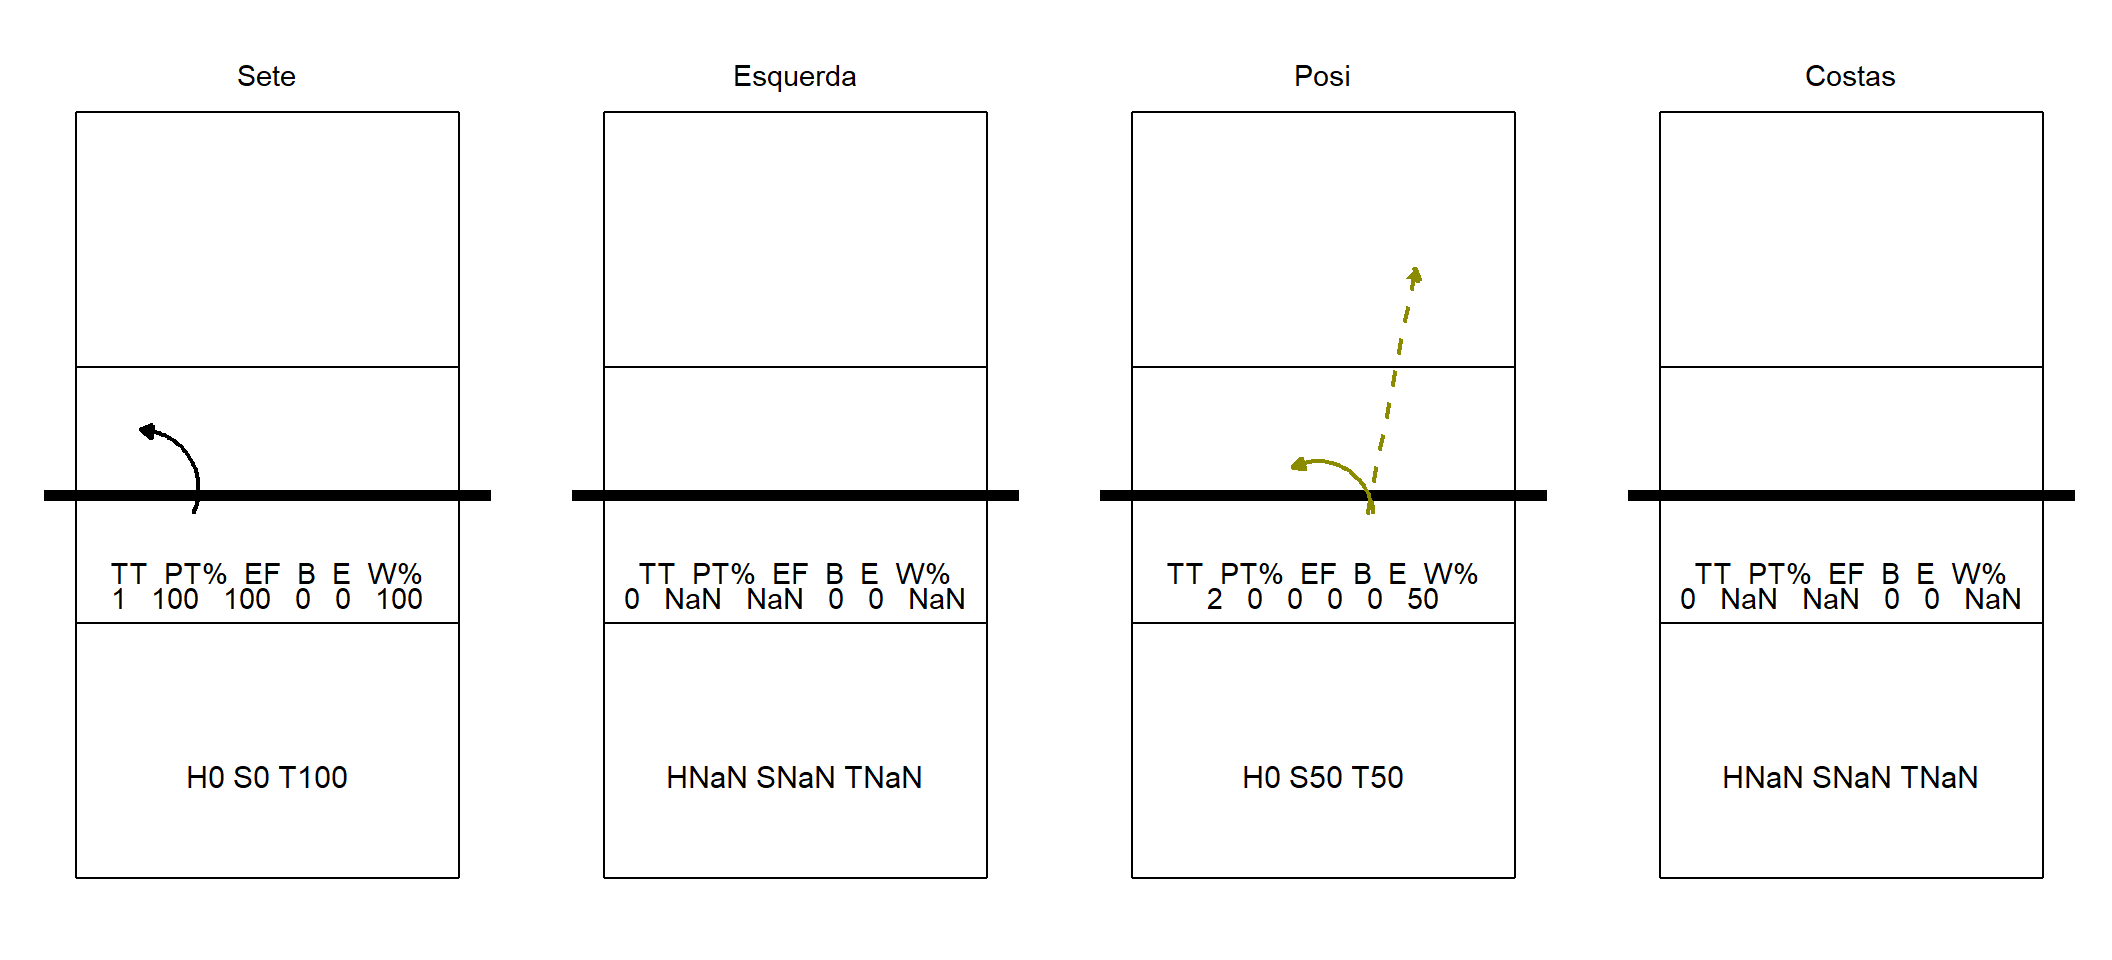 Sete
TT PT% EF B E W%
1 100 100 0 0 100
H0 S0 T100
Esquerda
TT PT% EF B E W%
0 NaN NaN 0 0 NaN
HNaN SNaN TNaN
Posi
TT PT% EF B E W%
2 0 0 0 0 50
H0 S50 T50
Costas
TT PT% EF B E W%
0 NaN NaN 0 0 NaN
HNaN SNaN TNaN